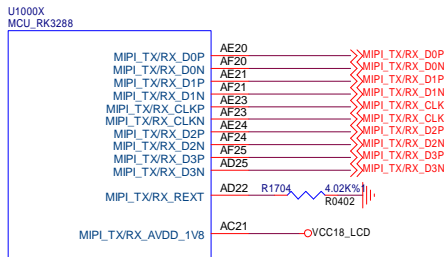 U1000X
MCU_RK3288
MIPI_TX/RX_D0P AE20 MIPI_TX/RX_D0P
MIPI_TX/RX_D0N AF20 MIPI_TX/RX_D0N
MIPI_TX/RX_D1P AE21 MIPI_TX/RX_D1P
MIPI_TX/RX_D1N AF21 MIPI_TX/RX_D1N
MIPI_TX/RX_CLKP AE23 MIPI_TX/RX_CLK
MIPI_TX/RX_CLKN AF23 MIPI_TX/RX_CLK
MIPI_TX/RX_D2P AE24 MIPI_TX/RX_D2P
MIPI_TX/RX_D2N AF24 MIPI_TX/RX_D2N
MIPI_TX/RX_D3P AF25 MIPI_TX/RX_D3P
MIPI_TX/RX_D3N AD25 MIPI_TX/RX_D3N
MIPI_TX/RX_REXT AD22 R1704 4.02K%
R0402
MIPI_TX/RX_AVDD_1V8 AC21 VCC18_LCD